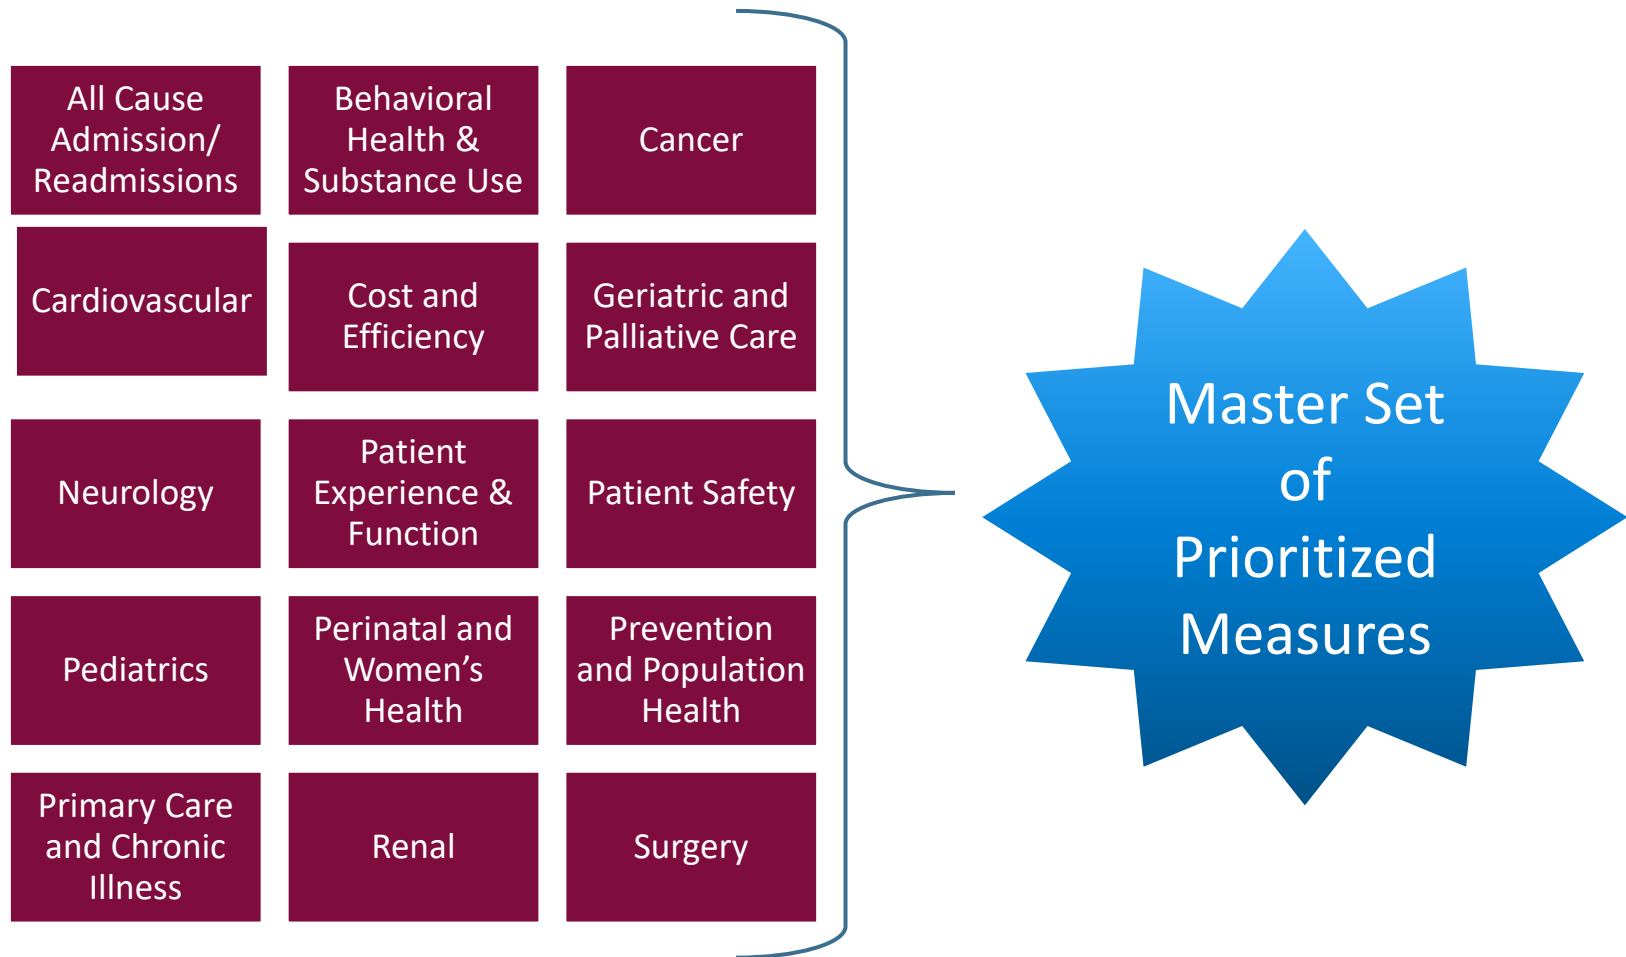 All Cause
Admission/
Readmissions
Behavioral
Health &
Substance Use
Cancer
Cardiovascular
Cost and
Efficiency
Geriatric and
Palliative Care
Neurology
Patient
Experience &
Function
Patient Safety
Pediatrics
Perinatal and
Women’s
Health
Prevention
and Population
Health
Primary Care
and Chronic
Illness
Renal
Surgery
Master Set
of
Prioritized
Measures